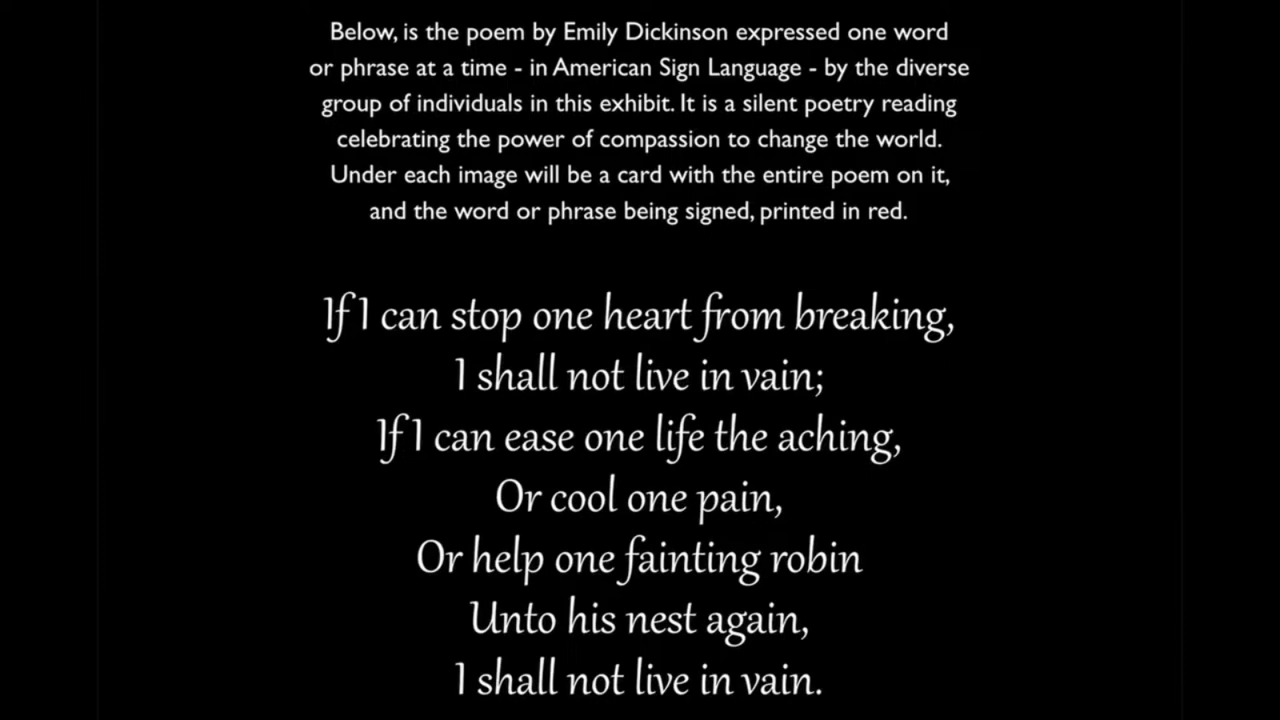 Below, is the poem by Emily Dickinson expressed one word
or phrase at a time - in American Sign Language - by the diverse
group of individuals in this exhibit. It is a silent poetry reading
celebrating the power of compassion to change the world.
Under each image will be a card with the entire poem on it,
and the word or phrase being signed, printed in red.
If I can stop one heart from breaking,
I shall not live in vain;
If I can ease one life the aching,
Or cool one pain,
Or help one fainting robin
Unto his nest again,
I shall not live in vain.